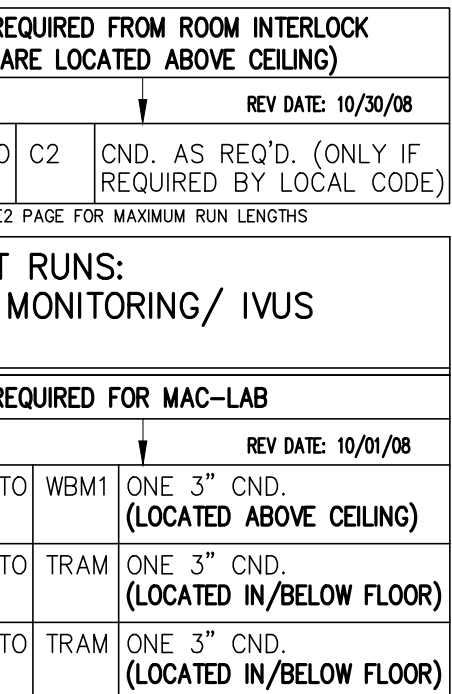 REQUIRED FROM ROOM INTERLOCK
ARE LOCATED ABOVE CEILING)
REV DATE: 10/30/08
C2 CND. AS REQ'D. (ONLY IF
REQUIRED BY LOCAL CODE)
E2 PAGE FOR MAXIMUM RUN LENGTHS
T RUNS:
MONITORING/ IVUS
REQUIRED FOR MAC-LAB
REV DATE: 10/01/08
TO WBM1 ONE 3" CND.
(LOCATED ABOVE CEILING)
TO TRAM ONE 3" CND.
(LOCATED IN/BELOW FLOOR)
TO TRAM ONE 3" CND.
(LOCATED IN/BELOW FLOOR)